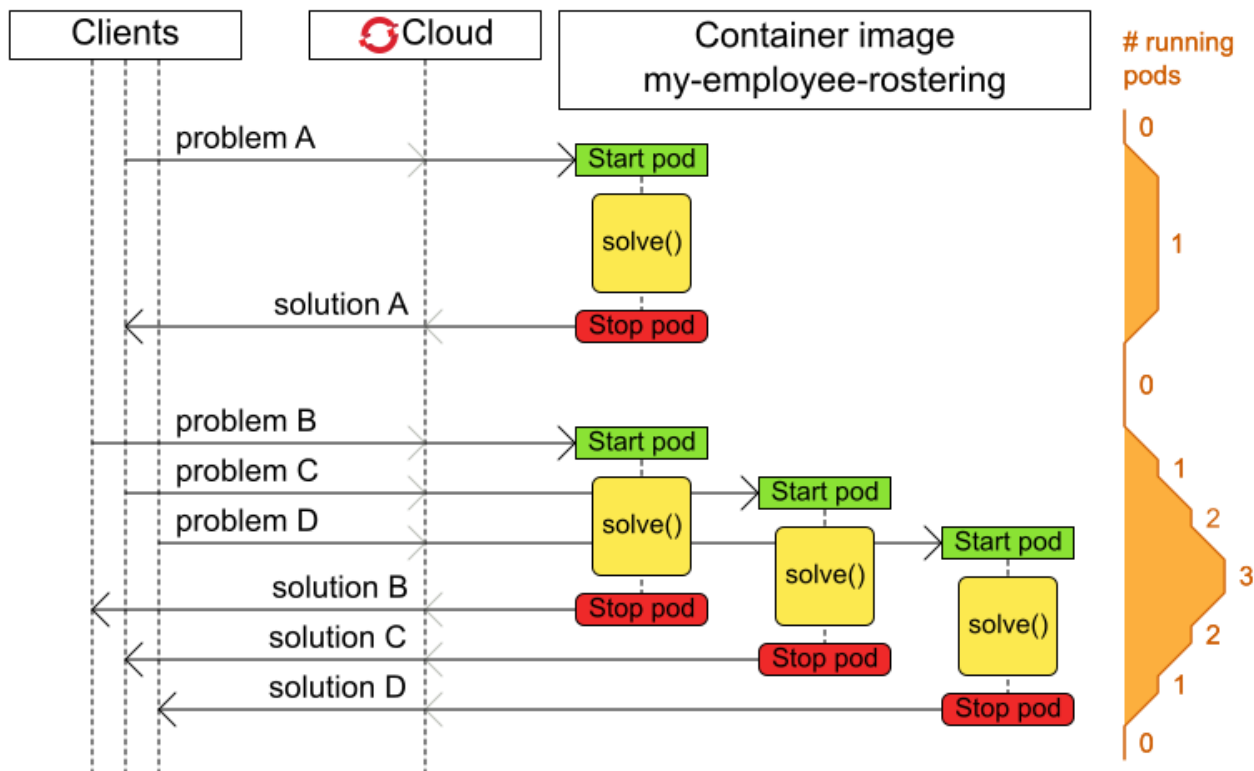 Clients
Cloud
Container image
my-employee-rostering
# running
pods
0
problem A
Start pod
solve()
1
solution A
Stop pod
0
problem B
Start pod
problem C
1
Start pod
solve()
2
problem D
Start pod
solve()
3
solution B
Stop pod
solve()
2
solution C
Stop pod
1
solution D
Stop pod
0